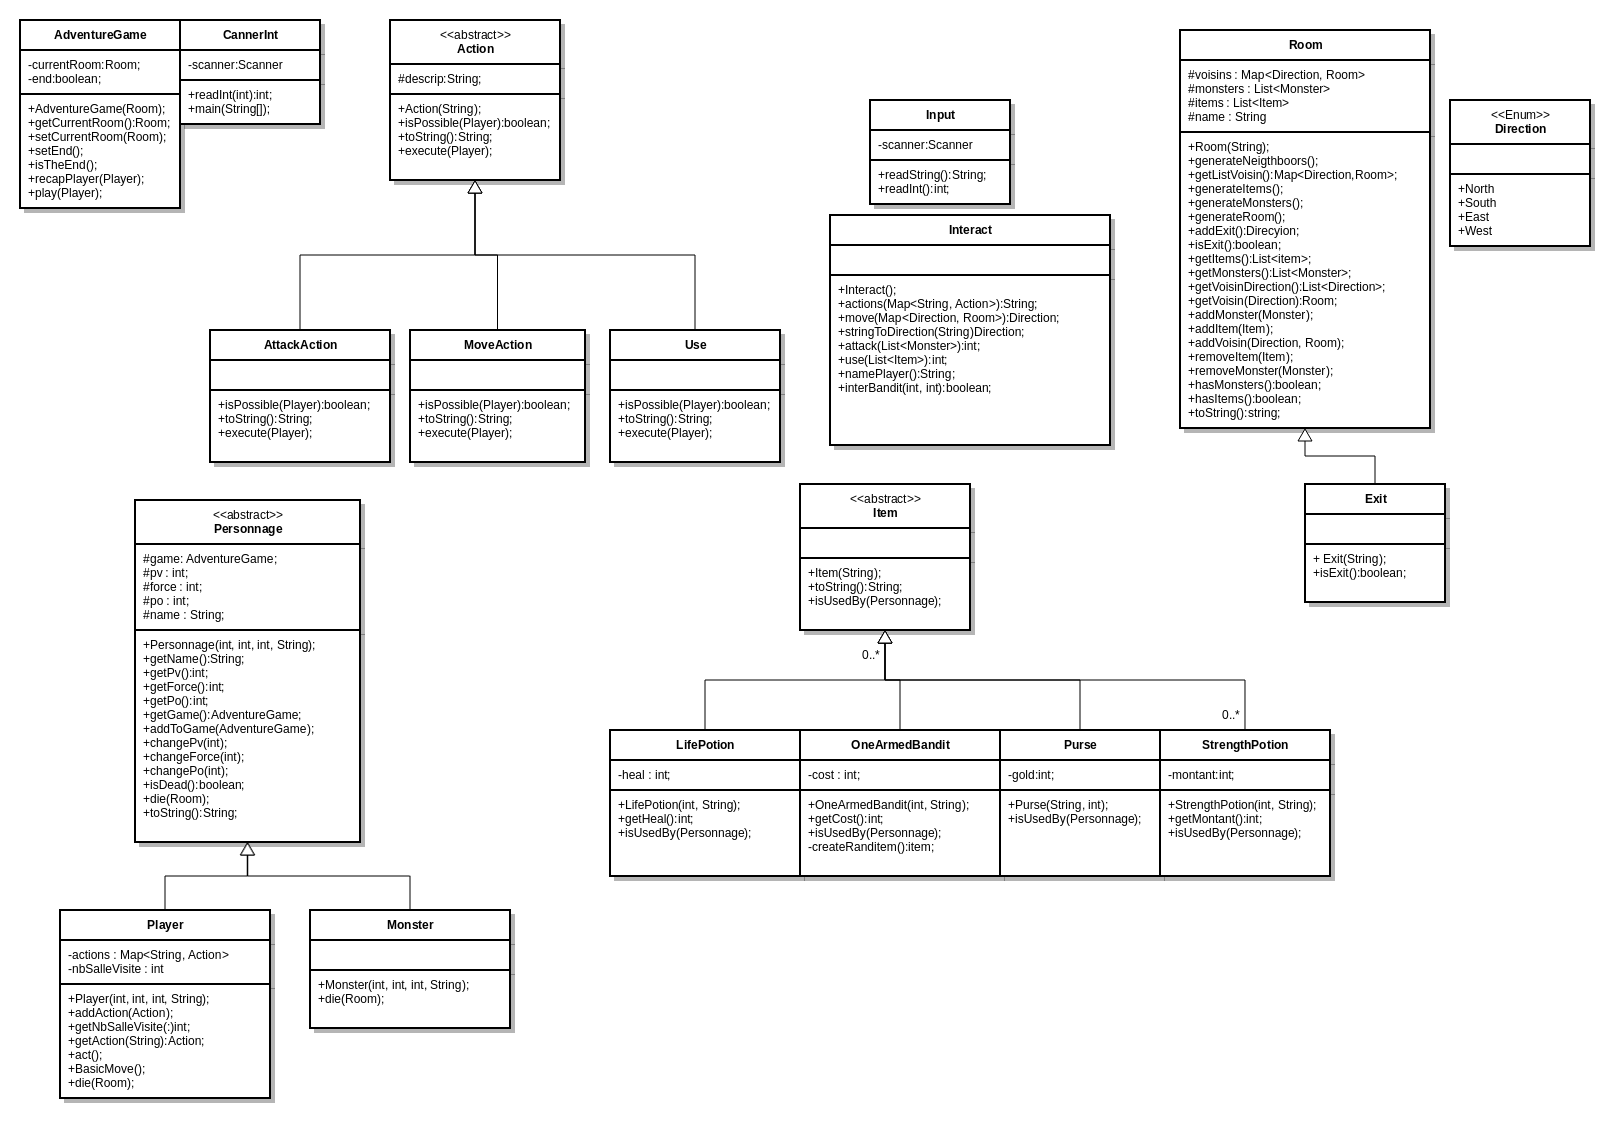 AdventureGame
-currentRoom:Room;
-end:boolean;
+AdventureGame(Room);
+getCurrentRoom():Room;
+setCurrentRoom(Room);
+setEnd();
+isTheEnd();
+recapPlayer(Player);
+play(Player);
CannerInt
-scanner:Scanner
+readInt(int):int;
+main(String[]);
<<abstract>>
Action
#descrip:String;
+Action(String);
+isPossible(Player):boolean;
+toString():String;
+execute(Player);
Input
-scanner:Scanner
+readString():String;
+readInt():int;
Room
#voisins : Map<Direction, Room>
#monsters : List<Monster>
#items : List<Item>
#name : String
+Room(String);
+generateNeigthboors();
+getListVoisin():Map<Direction,Room>;
+generateItems();
+generateMonsters();
+generateRoom();
+addExit():Direcyion;
+isExit():boolean;
+getItems():List<item>;
+getMonsters():List<Monster>;
+getVoisinDirection():List<Direction>;
+getVoisin(Direction):Room;
+addMonster(Monster);
+addItem(Item);
+addVoisin(Direction, Room);
+removeItem(Item);
+removeMonster(Monster);
+hasMonsters():boolean;
+hasItems():boolean;
+toString():string;
<<Enum>>
Direction
+North
+South
+East
+West
Interact
+Interact();
+actions(Map<String, Action>):String;
+move(Map<Direction, Room>):Direction;
+stringToDirection(String)Direction;
+attack(List<Monster>):int;
+use(List<Item>):int;
+namePlayer():String;
+interBandit(int, int):boolean;
AttackAction
+isPossible(Player):boolean;
+toString():String;
+execute(Player);
MoveAction
+isPossible(Player):boolean;
+toString():String;
+execute(Player);
Use
+isPossible(Player):boolean;
+toString():String;
+execute(Player);
<<abstract>>
Personnage
#game: AdventureGame;
#pv : int;
#force : int;
#po : int;
#name : String;
+Personnage(int, int, int, String);
+getName():String;
+getPv():int;
+getForce():int;
+getPo():int;
+getGame():AdventureGame;
+addToGame(AdventureGame);
+changePv(int);
+changeForce(int);
+changePo(int);
+isDead():boolean;
+die(Room);
+toString():String;
<<abstract>>
Item
+Item(String);
+toString():String;
+isUsedBy(Personnage);
Exit
+ Exit(String);
+isExit():boolean;
0..*
0..*
LifePotion
-heal : int;
+LifePotion(int, String);
+getHeal():int;
+isUsedBy(Personnage);
OneArmedBandit
-cost : int;
+OneArmedBandit(int, String);
+getCost():int;
+isUsedBy(Personnage);
-createRanditem():item;
Purse
-gold:int;
+Purse(String, int);
+isUsedBy(Personnage);
StrengthPotion
-montant:int;
+StrengthPotion(int, String);
+getMontant():int;
+isUsedBy(Personnage);
Player
-actions : Map<String, Action>
-nbSalleVisite : int
+Player(int, int, int, String);
+addAction(Action);
+getNbSalleVisite(:)int;
+getAction(String):Action;
+act();
+BasicMove();
+die(Room);
Monster
+Monster(int, int, int, String);
+die(Room);